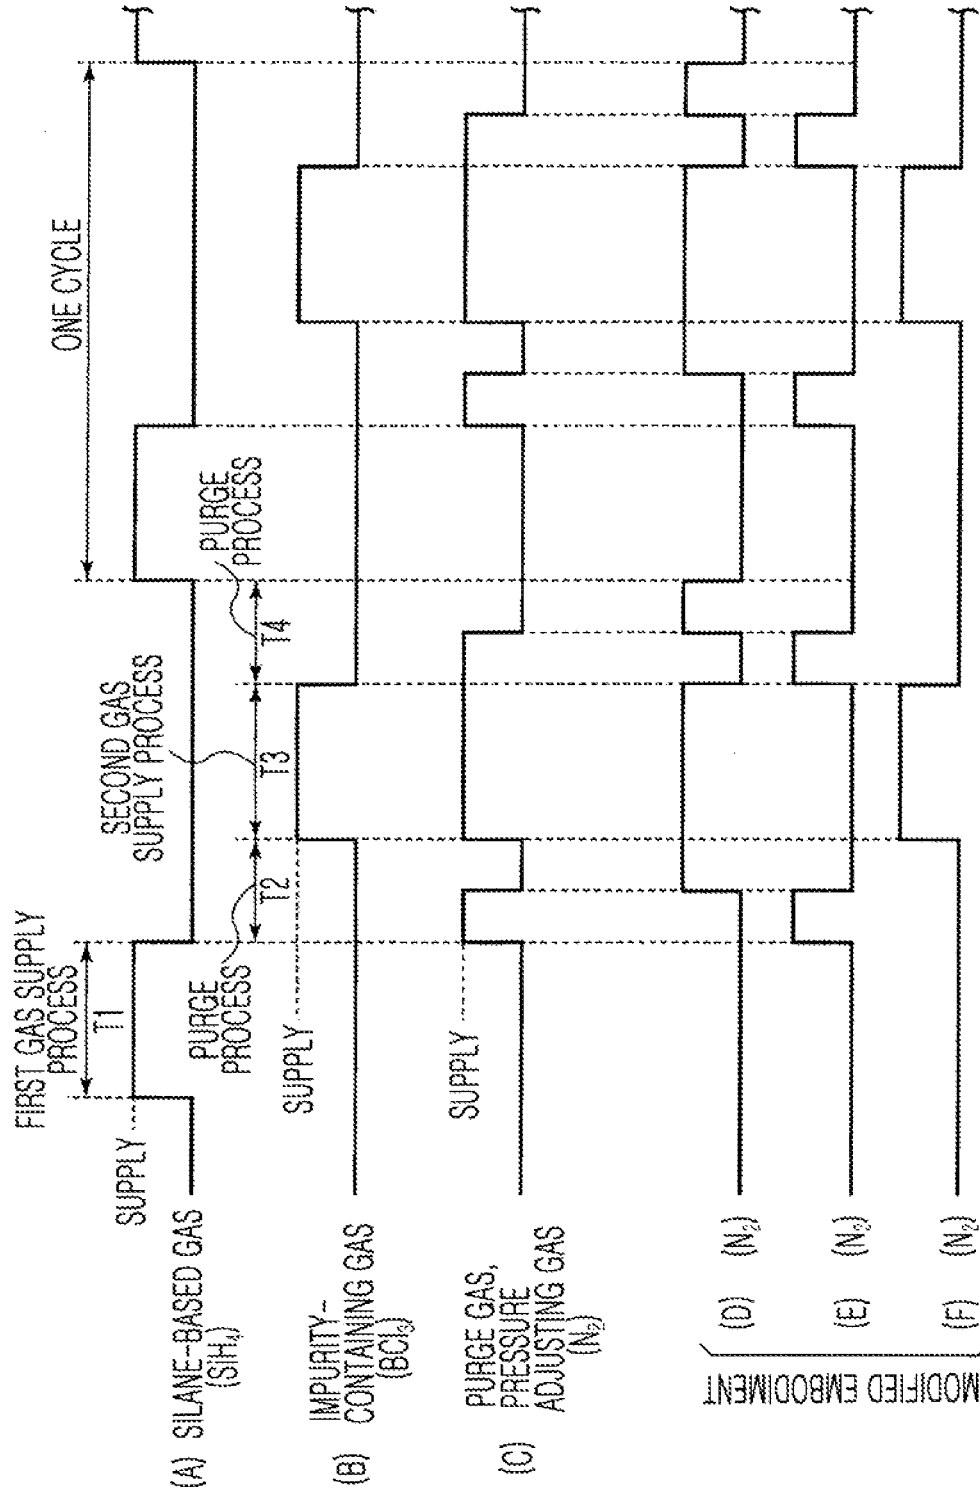 FIRST GAS SUPPLY
PROCESS
T1
SECOND GAS
SUPPLY PROCESS
ONE CYCLE
SUPPLY
(A) SILANE-BASED GAS
(SiH₄)
PURGE
PROCESS
T2
T3
T4
PURGE
PROCESS
SUPPLY
(B) IMPURITY-
CONTAINING GAS
(BCl₃)
SUPPLY
(C) PURGE GAS,
PRESSURE
ADJUSTING GAS
(N₂)
MODIFIED EMBODIMENT
(D) (N₂)
(E) (N₂)
(F) (N₂)